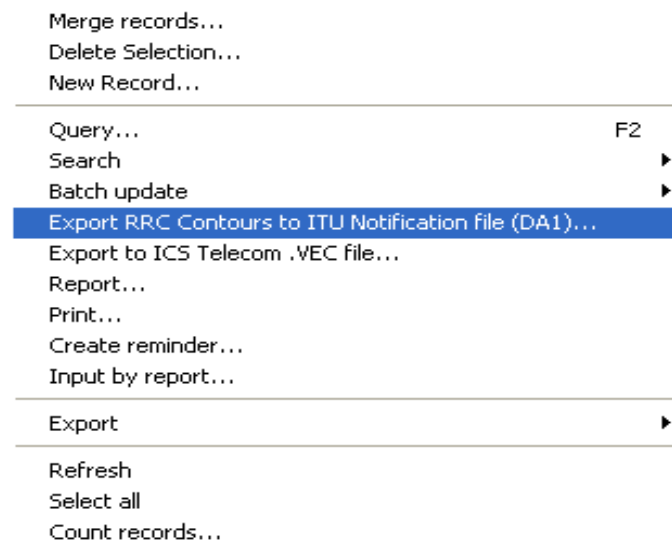 Merge records...
Delete Selection...
New Record...
Query... F2
Search
Batch update
Export RRC Contours to ITU Notification file (DA1)...
Export to ICS Telecom .VEC file...
Report...
Print...
Create reminder...
Input by report...
Export
Refresh
Select all
Count records...